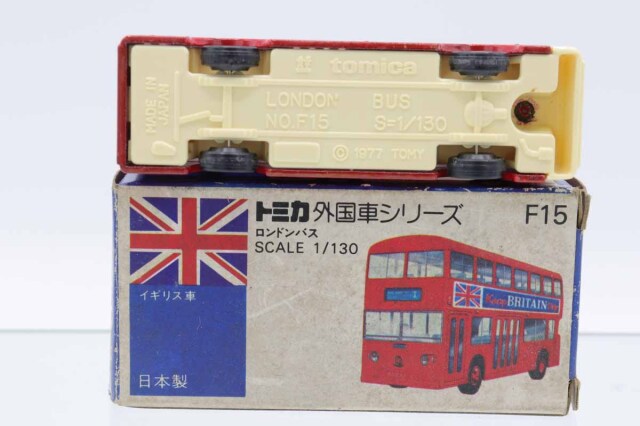 tomica
MADE IN
JAPAN
LONDON BUS
NO.F15 S=1/130
© 1977 TOMY
トミカ 外国車シリーズ F15
ロンドンバス
SCALE 1/130
イギリス車
BRITAIN
日本製